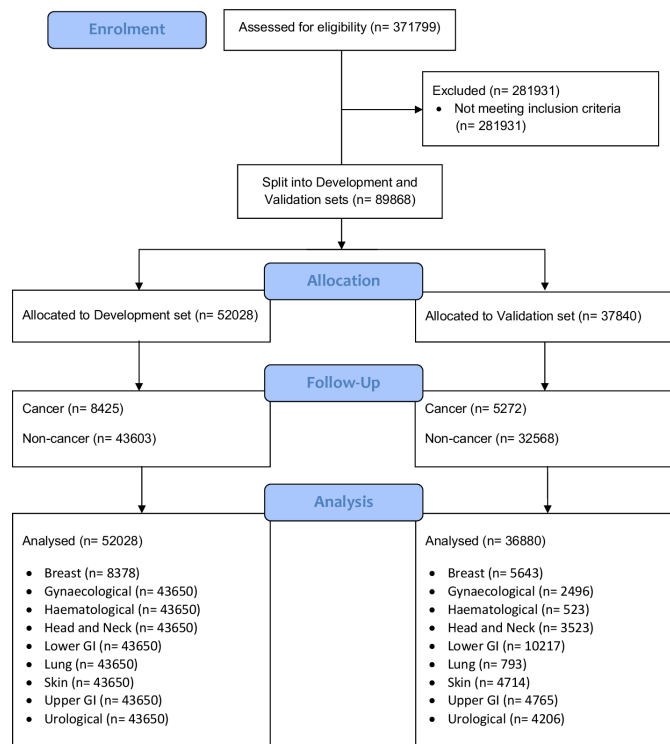 Enrolment
Assessed for eligibility (n= 371799)
Excluded (n= 281931)
• Not meeting inclusion criteria
(n= 281931)
Split into Development and
Validation sets (n= 89868)
Allocation
Allocated to Development set (n= 52028)
Allocated to Validation set (n= 37840)
Follow-Up
Cancer (n= 8425)
Non-cancer (n= 43603)
Cancer (n= 5272)
Non-cancer (n= 32568)
Analysis
Analysed (n= 52028)
• Breast (n= 8378)
• Gynaecological (n= 43650)
• Haematological (n= 43650)
• Head and Neck (n= 43650)
• Lower GI (n= 43650)
• Lung (n= 43650)
• Skin (n= 43650)
• Upper GI (n= 43650)
• Urological (n= 43650)
Analysed (n= 36880)
• Breast (n= 5643)
• Gynaecological (n= 2496)
• Haematological (n= 523)
• Head and Neck (n= 3523)
• Lower GI (n= 10217)
• Lung (n= 793)
• Skin (n= 4714)
• Upper GI (n= 4765)
• Urological (n= 4206)